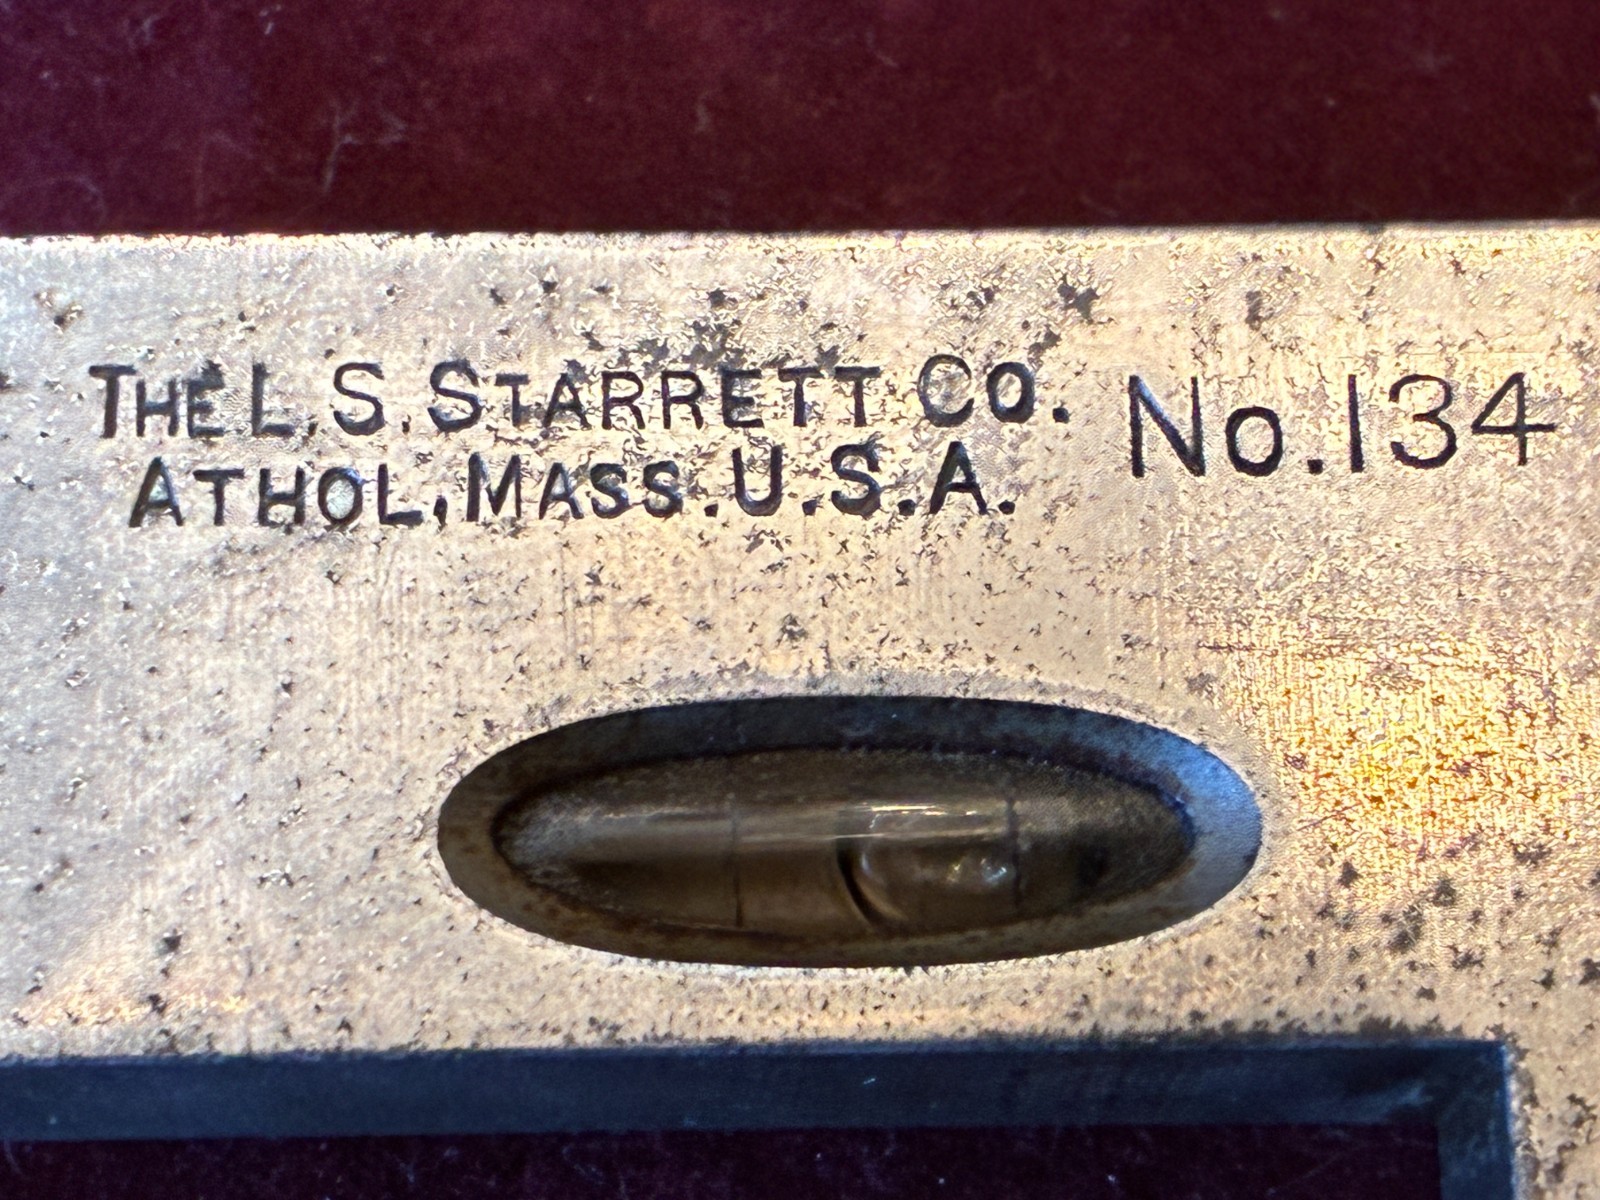 THE L. S. STARRETT CO. No. 134
ATHOL, MASS. U.S.A.